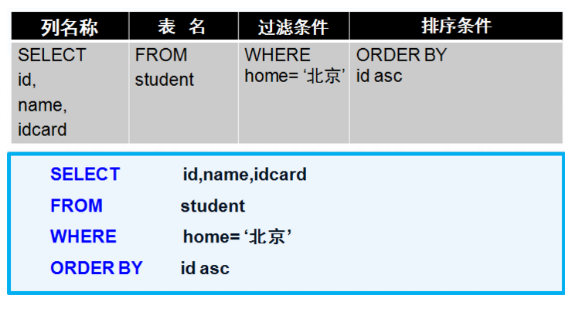 列名称 表 名 过滤条件 排序条件
SELECT FROM WHERE ORDER BY
id, student home= ‘北京’ id asc
name,
idcard
SELECT id,name,idcard
FROM student
WHERE home= ‘北京’
ORDER BY id asc